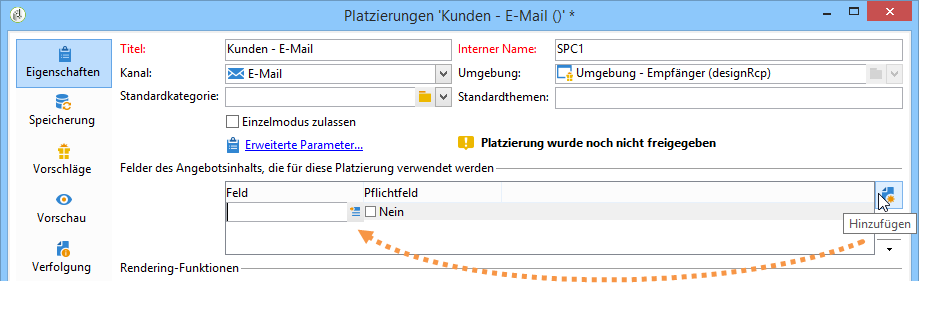 Platzierungen 'Kunden - E-Mail ()' *
Eigenschaften
Speicherung
Vorschläge
Vorschau
Verfolgung
Titel: Kunden - E-Mail Interner Name: SPC1
Kanal: E-Mail Umgebung: Umgebung - Empfänger (designRcp)
Standardkategorie: Standardthemen:
Einzelmodus zulassen
Erweiterte Parameter... Platzierung wurde noch nicht freigegeben
Felder des Angebotsinhalts, die für diese Platzierung verwendet werden
Feld Pflichtfeld
Nein
Hinzufügen
Rendering-Funktionen